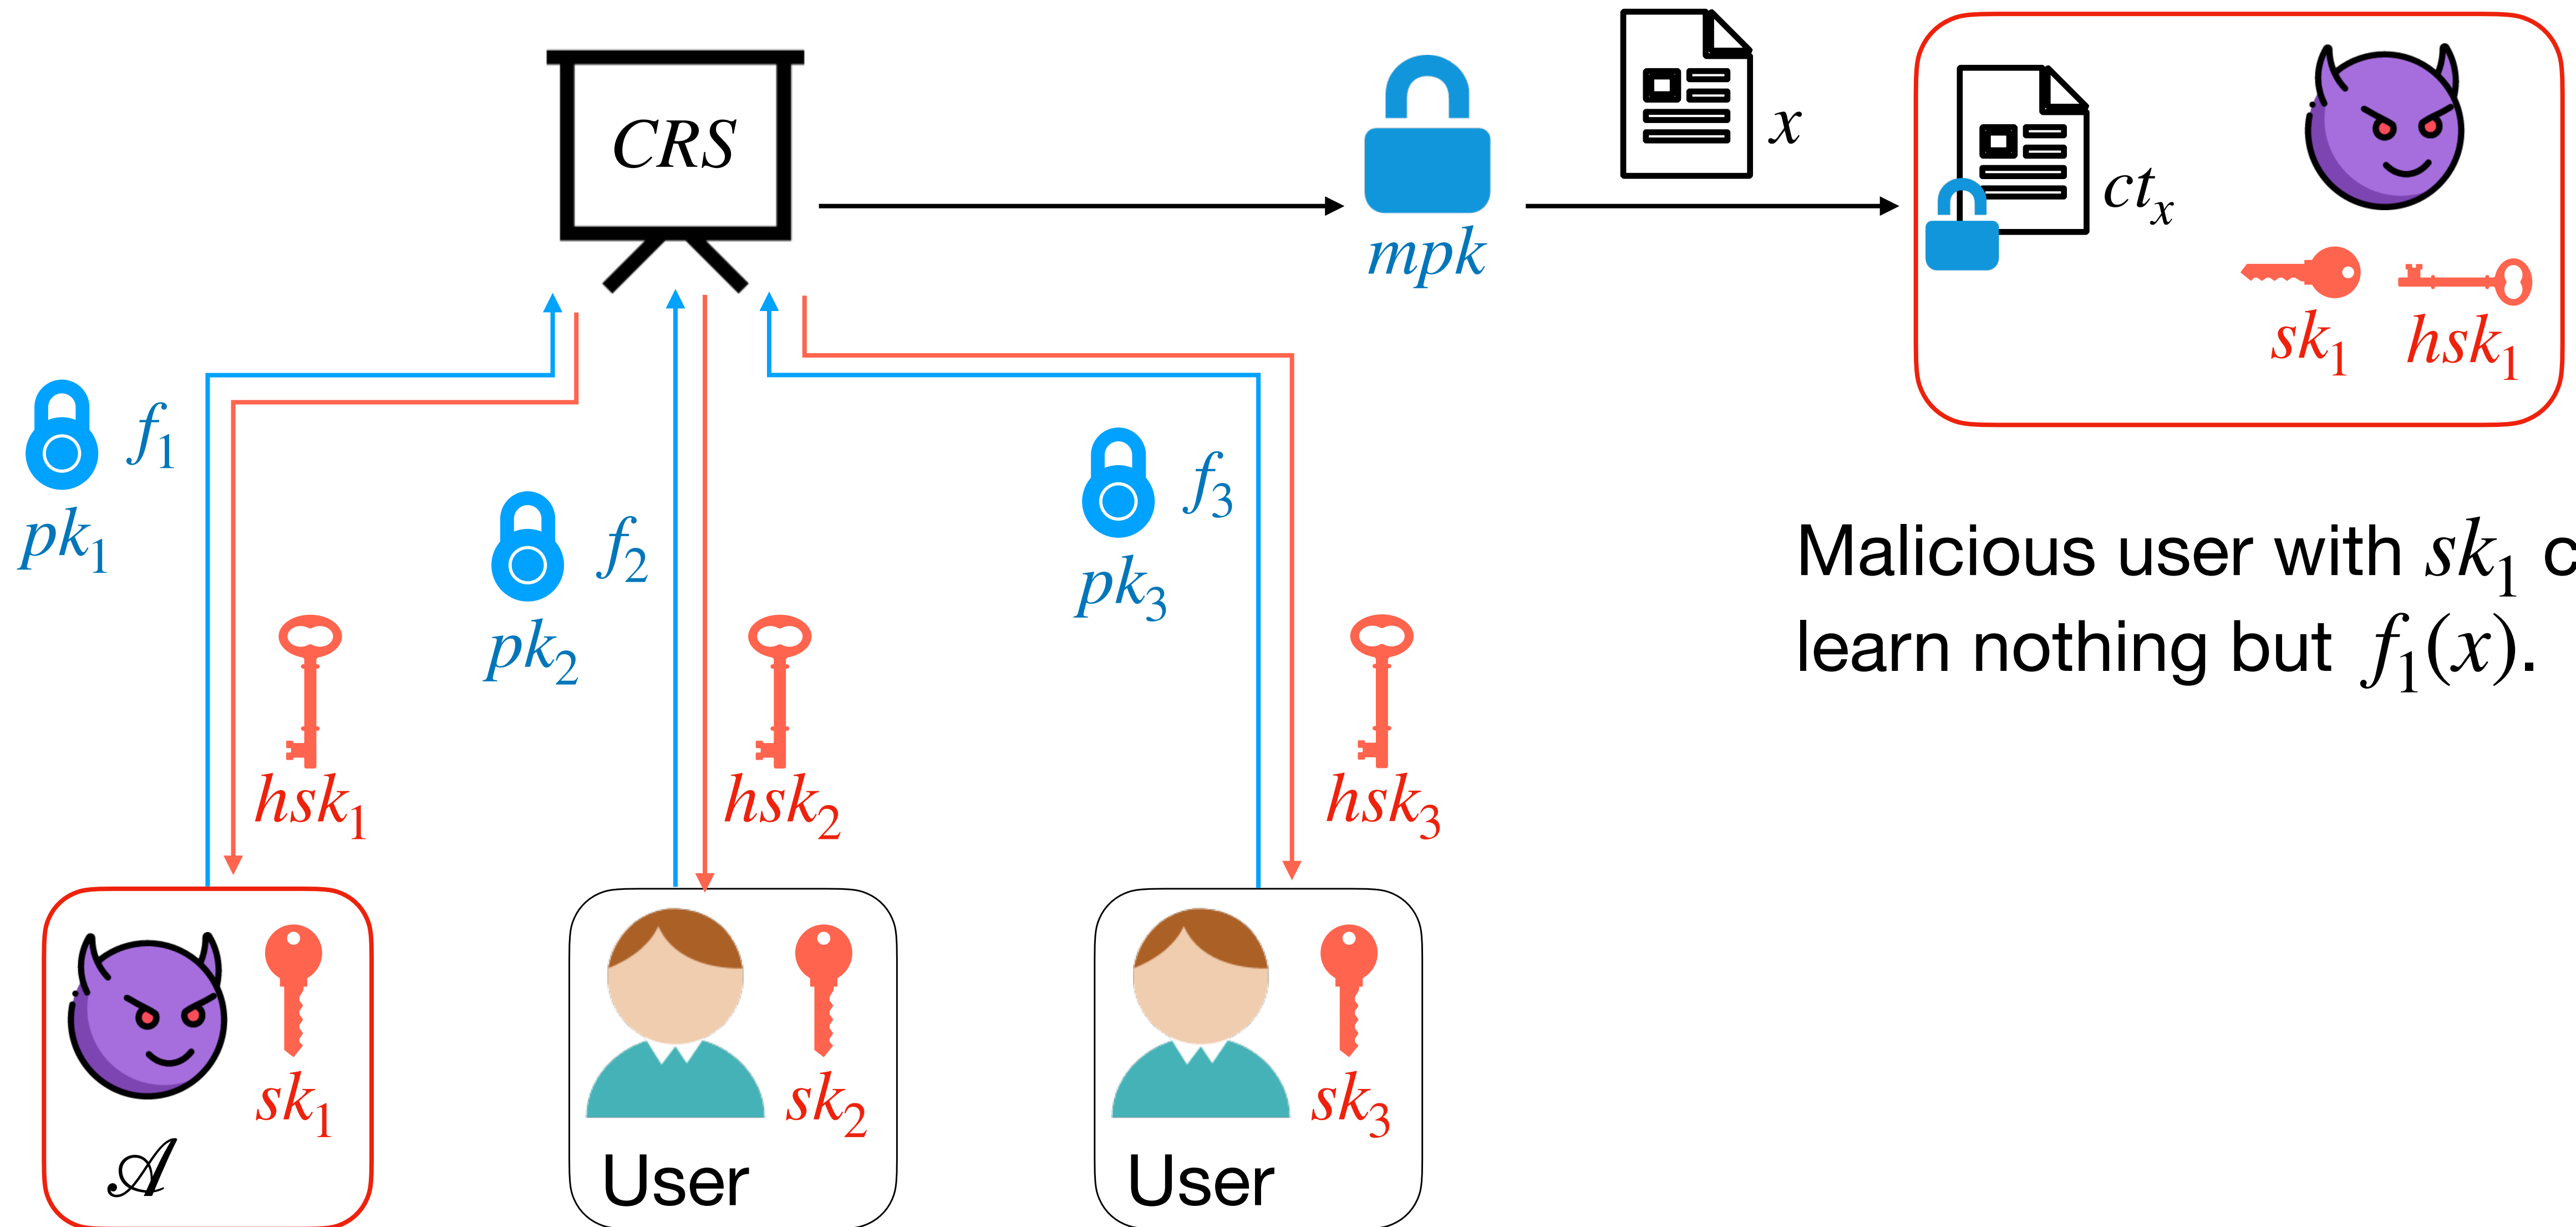 CRS
x
mpk
ct_x
sk_1 hsk_1
f_1
pk_1
f_2
pk_2
f_3
pk_3
Malicious user with sk_1 c
learn nothing but f_1(x).
hsk_1
hsk_2
hsk_3
sk_1
sk_2
sk_3
𝒜
User
User